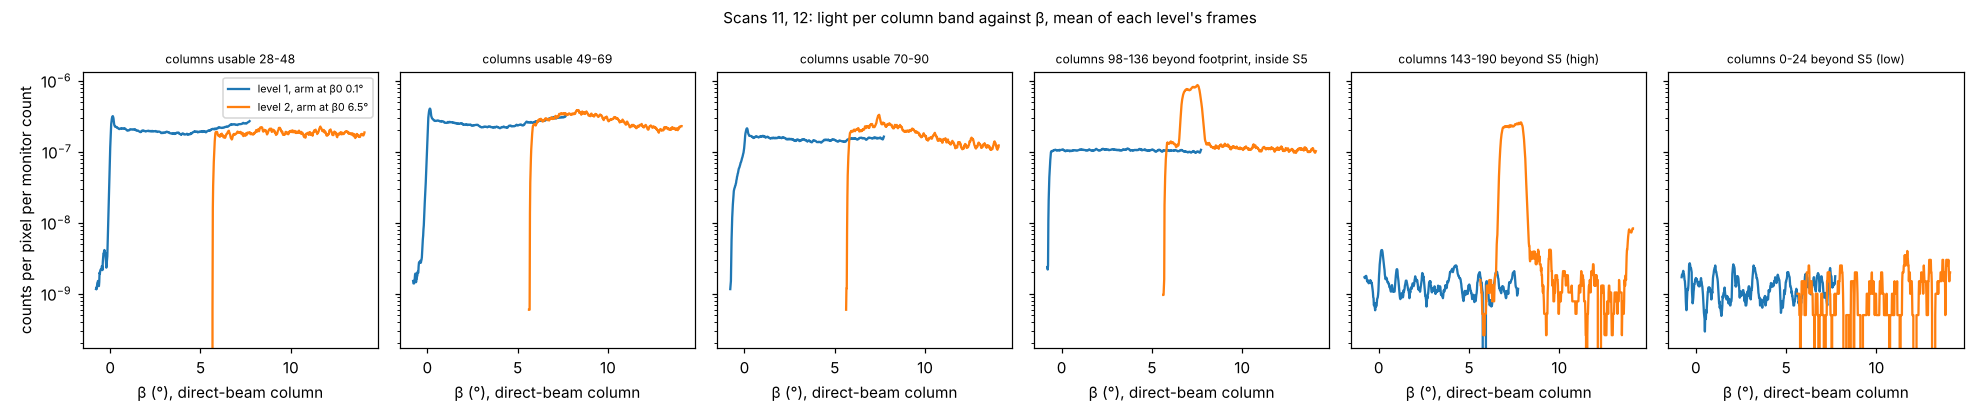 Scans 11, 12: light per column band against β, mean of each level's frames
columns usable 28-48
columns usable 49-69
columns usable 70-90
columns 98-136 beyond footprint, inside S5
columns 143-190 beyond S5 (high)
columns 0-24 beyond S5 (low)
counts per pixel per monitor count
10⁻⁶
10⁻⁷
10⁻⁸
10⁻⁹
level 1, arm at β0 0.1°
level 2, arm at β0 6.5°
0 5 10
0 5 10
0 5 10
0 5 10
0 5 10
0 5 10
β (°), direct-beam column
β (°), direct-beam column
β (°), direct-beam column
β (°), direct-beam column
β (°), direct-beam column
β (°), direct-beam column